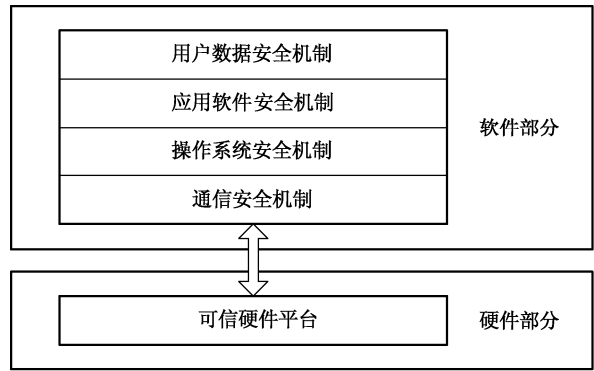 用户数据安全机制
应用软件安全机制
操作系统安全机制
通信安全机制
软件部分
可信硬件平台
硬件部分